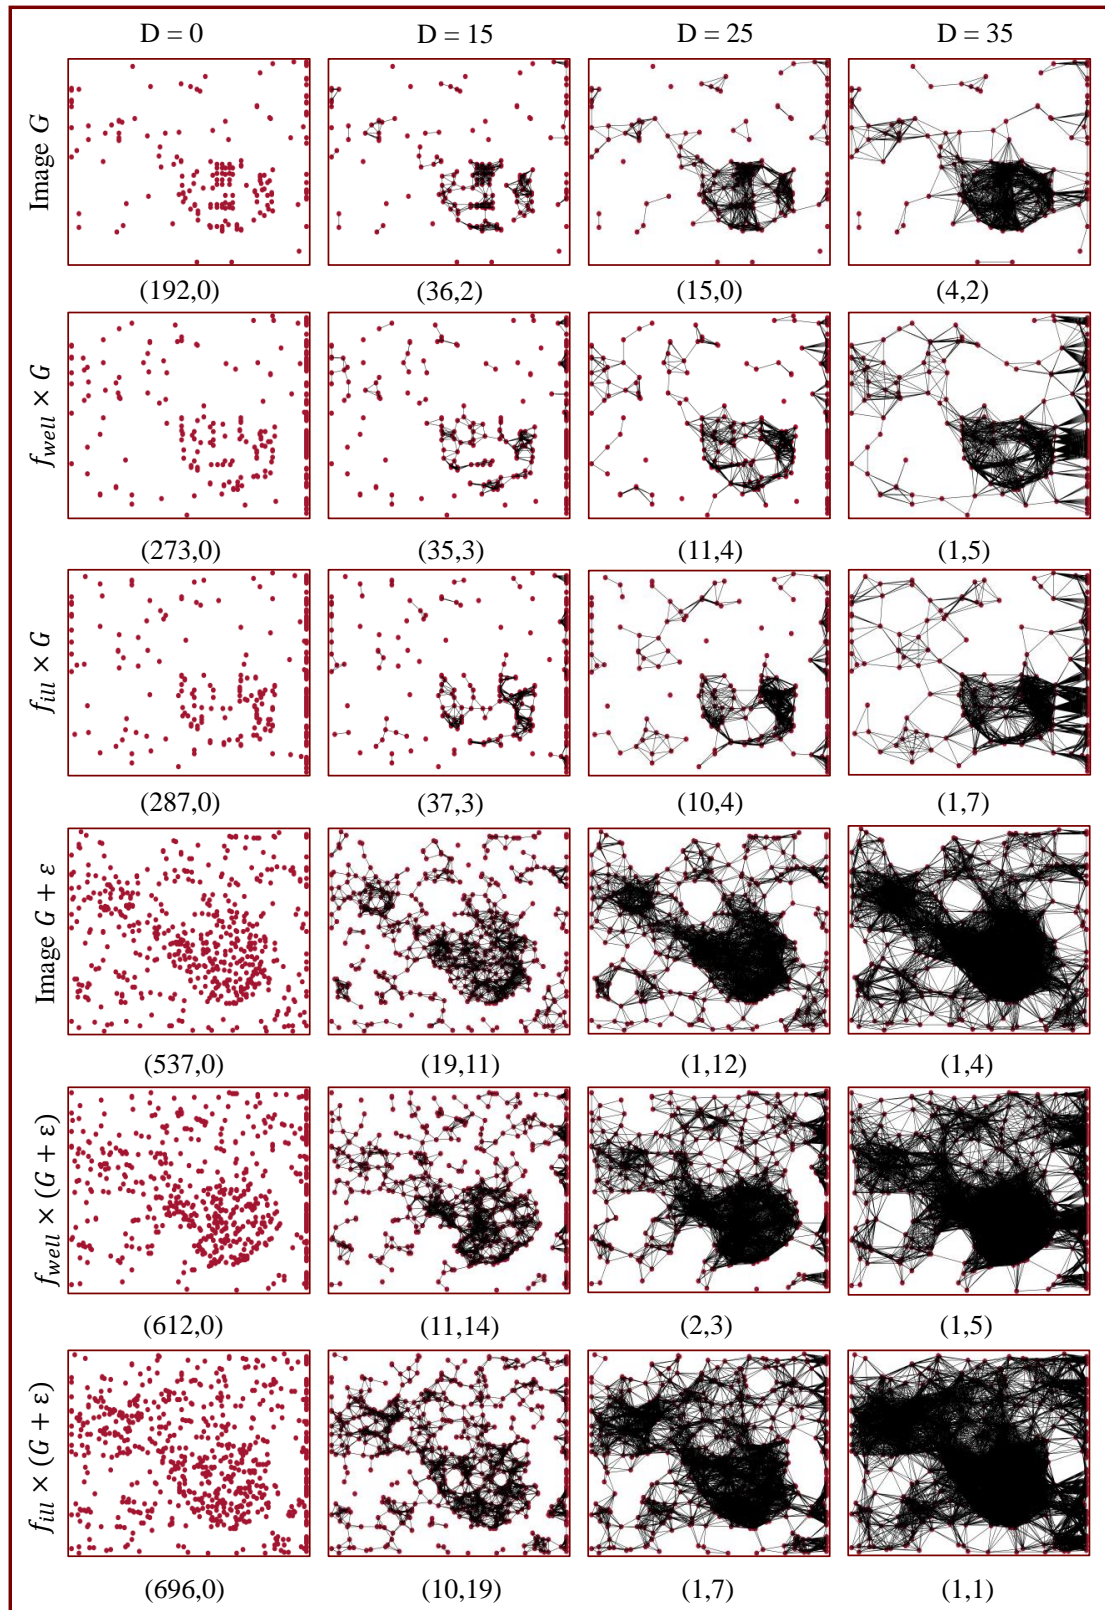 D = 0 D = 15 D = 25 D = 35
Image G
(192,0) (36,2) (15,0) (4,2)
f_well × G
(273,0) (35,3) (11,4) (1,5)
f_ill × G
(287,0) (37,3) (10,4) (1,7)
Image G + ε
(537,0) (19,11) (1,12) (1,4)
f_well × (G + ε)
(612,0) (11,14) (2,3) (1,5)
f_ill × (G + ε)
(696,0) (10,19) (1,7) (1,1)